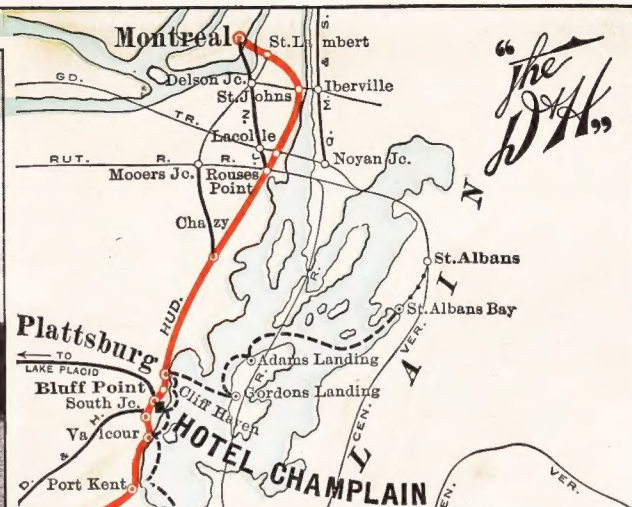 Montreal
St. Lambert
"The
D & H"
Delson Jc.
Iberville
St. Johns
GD.
TR.
Lacolle
RUT. R. R.
Noyan Jc.
Mooers Jc.
Rouses
Point
Chazy
St. Albans
St. Albans Bay
HUD.
Plattsburg
TO
LAKE PLACID
Adams Landing
VER.
Bluff Point
Cliff Haven
Gordons Landing
South Jc.
Valcour
HOTEL CHAMPLAIN
CEN.
VER.
Port Kent
D. & H.
R.
R.
L A I N